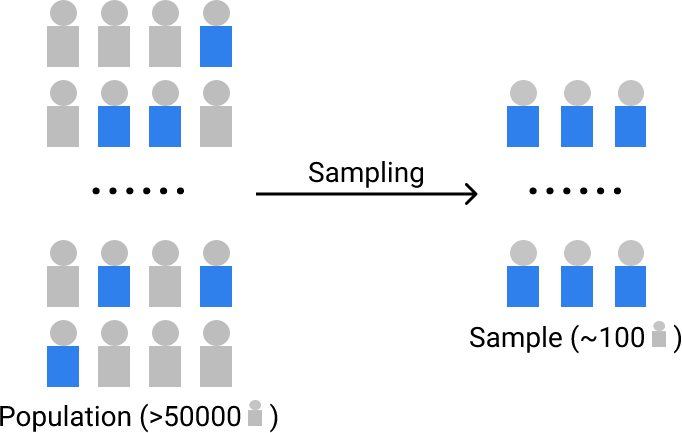 Sampling
Sample (~100 )
Population (>50000 )